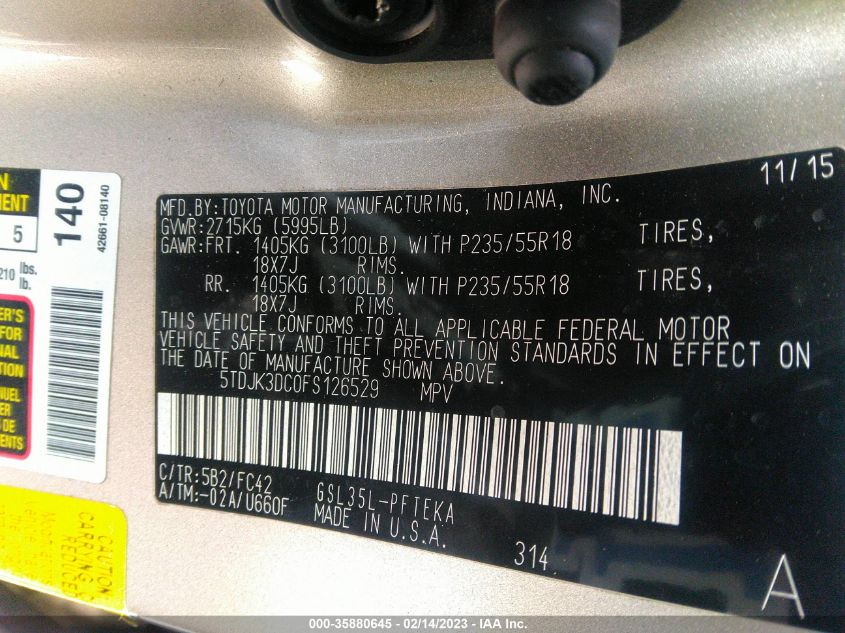 11/15
MFD.BY:TOYOTA MOTOR MANUFACTURING, INDIANA, INC.
GVWR:2715KG (5995LB)
GAWR:FRT. 1405KG (3100LB) WITH P235/55R18 TIRES,
18X7J RIMS.
RR. 1405KG (3100LB) WITH P235/55R18 TIRES,
18X7J RIMS.
THIS VEHICLE CONFORMS TO ALL APPLICABLE FEDERAL MOTOR
VEHICLE SAFETY AND THEFT PREVENTION STANDARDS IN EFFECT ON
THE DATE OF MANUFACTURE SHOWN ABOVE.
5TDJK3DC0FS126529 MPV
C/TR:5B2/FC42
A/TM:-02A/U660F
GSL35L-PFTEKA
MADE IN U.S.A.
314
A
140
42661-08140
5
210 lbs.
lb.
CAUTION
CARRYING
REDUCE
000-35880645 - 02/14/2023 - IAA Inc.